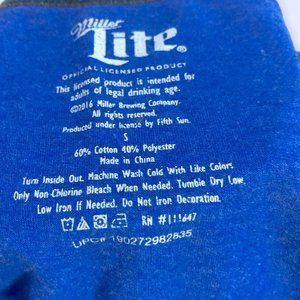 Miller
Lite
OFFICIAL LICENSED PRODUCT
This licensed product is intended for
adults of legal drinking age.
©2016 Miller Brewing Company.
All rights reserved.
Produced under license by Fifth Sun.
S
60% Cotton 40% Polyester
Made in China
Turn Inside Out. Machine Wash Cold With Like Colors.
Only Non-Chlorine Bleach When Needed. Tumble Dry Low.
Low Iron If Needed. Do Not Iron Decoration.
RN #111647
UPC# 190272982835